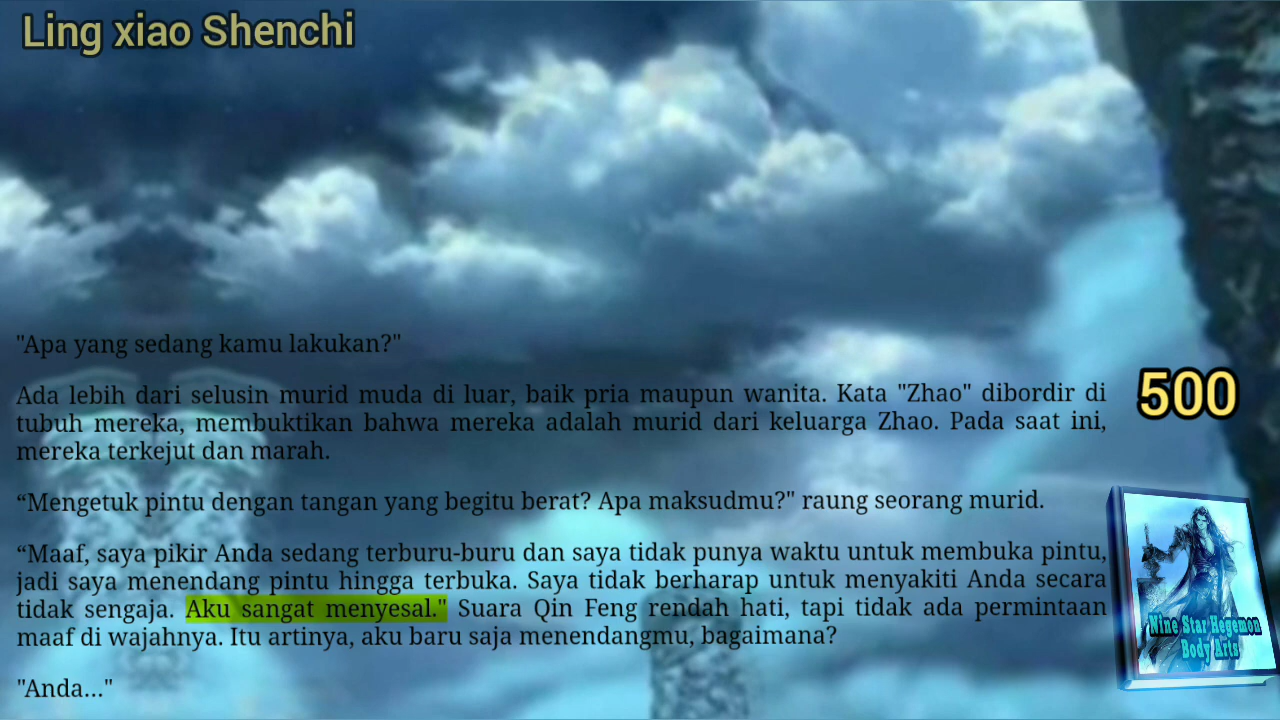 Ling xiao Shenchi
"Apa yang sedang kamu lakukan?"
Ada lebih dari selusin murid muda di luar, baik pria maupun wanita. Kata "Zhao" dibordir di
tubuh mereka, membuktikan bahwa mereka adalah murid dari keluarga Zhao. Pada saat ini,
mereka terkejut dan marah.
“Mengetuk pintu dengan tangan yang begitu berat? Apa maksudmu?" raung seorang murid.
“Maaf, saya pikir Anda sedang terburu-buru dan saya tidak punya waktu untuk membuka pintu,
jadi saya menendang pintu hingga terbuka. Saya tidak berharap untuk menyakiti Anda secara
tidak sengaja. Aku sangat menyesal." Suara Qin Feng rendah hati, tapi tidak ada permintaan
maaf di wajahnya. Itu artinya, aku baru saja menendangmu, bagaimana?
"Anda..."
500
Nine Star Hegemon
Body Arts